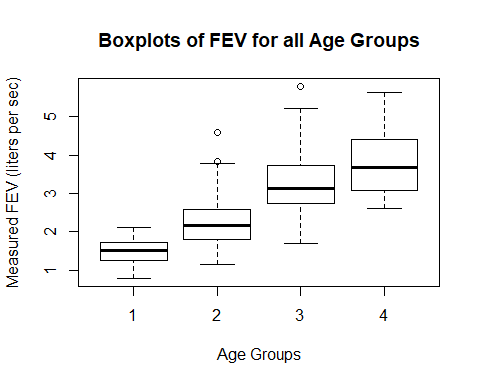 Boxplots of FEV for all Age Groups
Measured FEV (liters per sec)
5
4
3
2
1
1 2 3 4
Age Groups